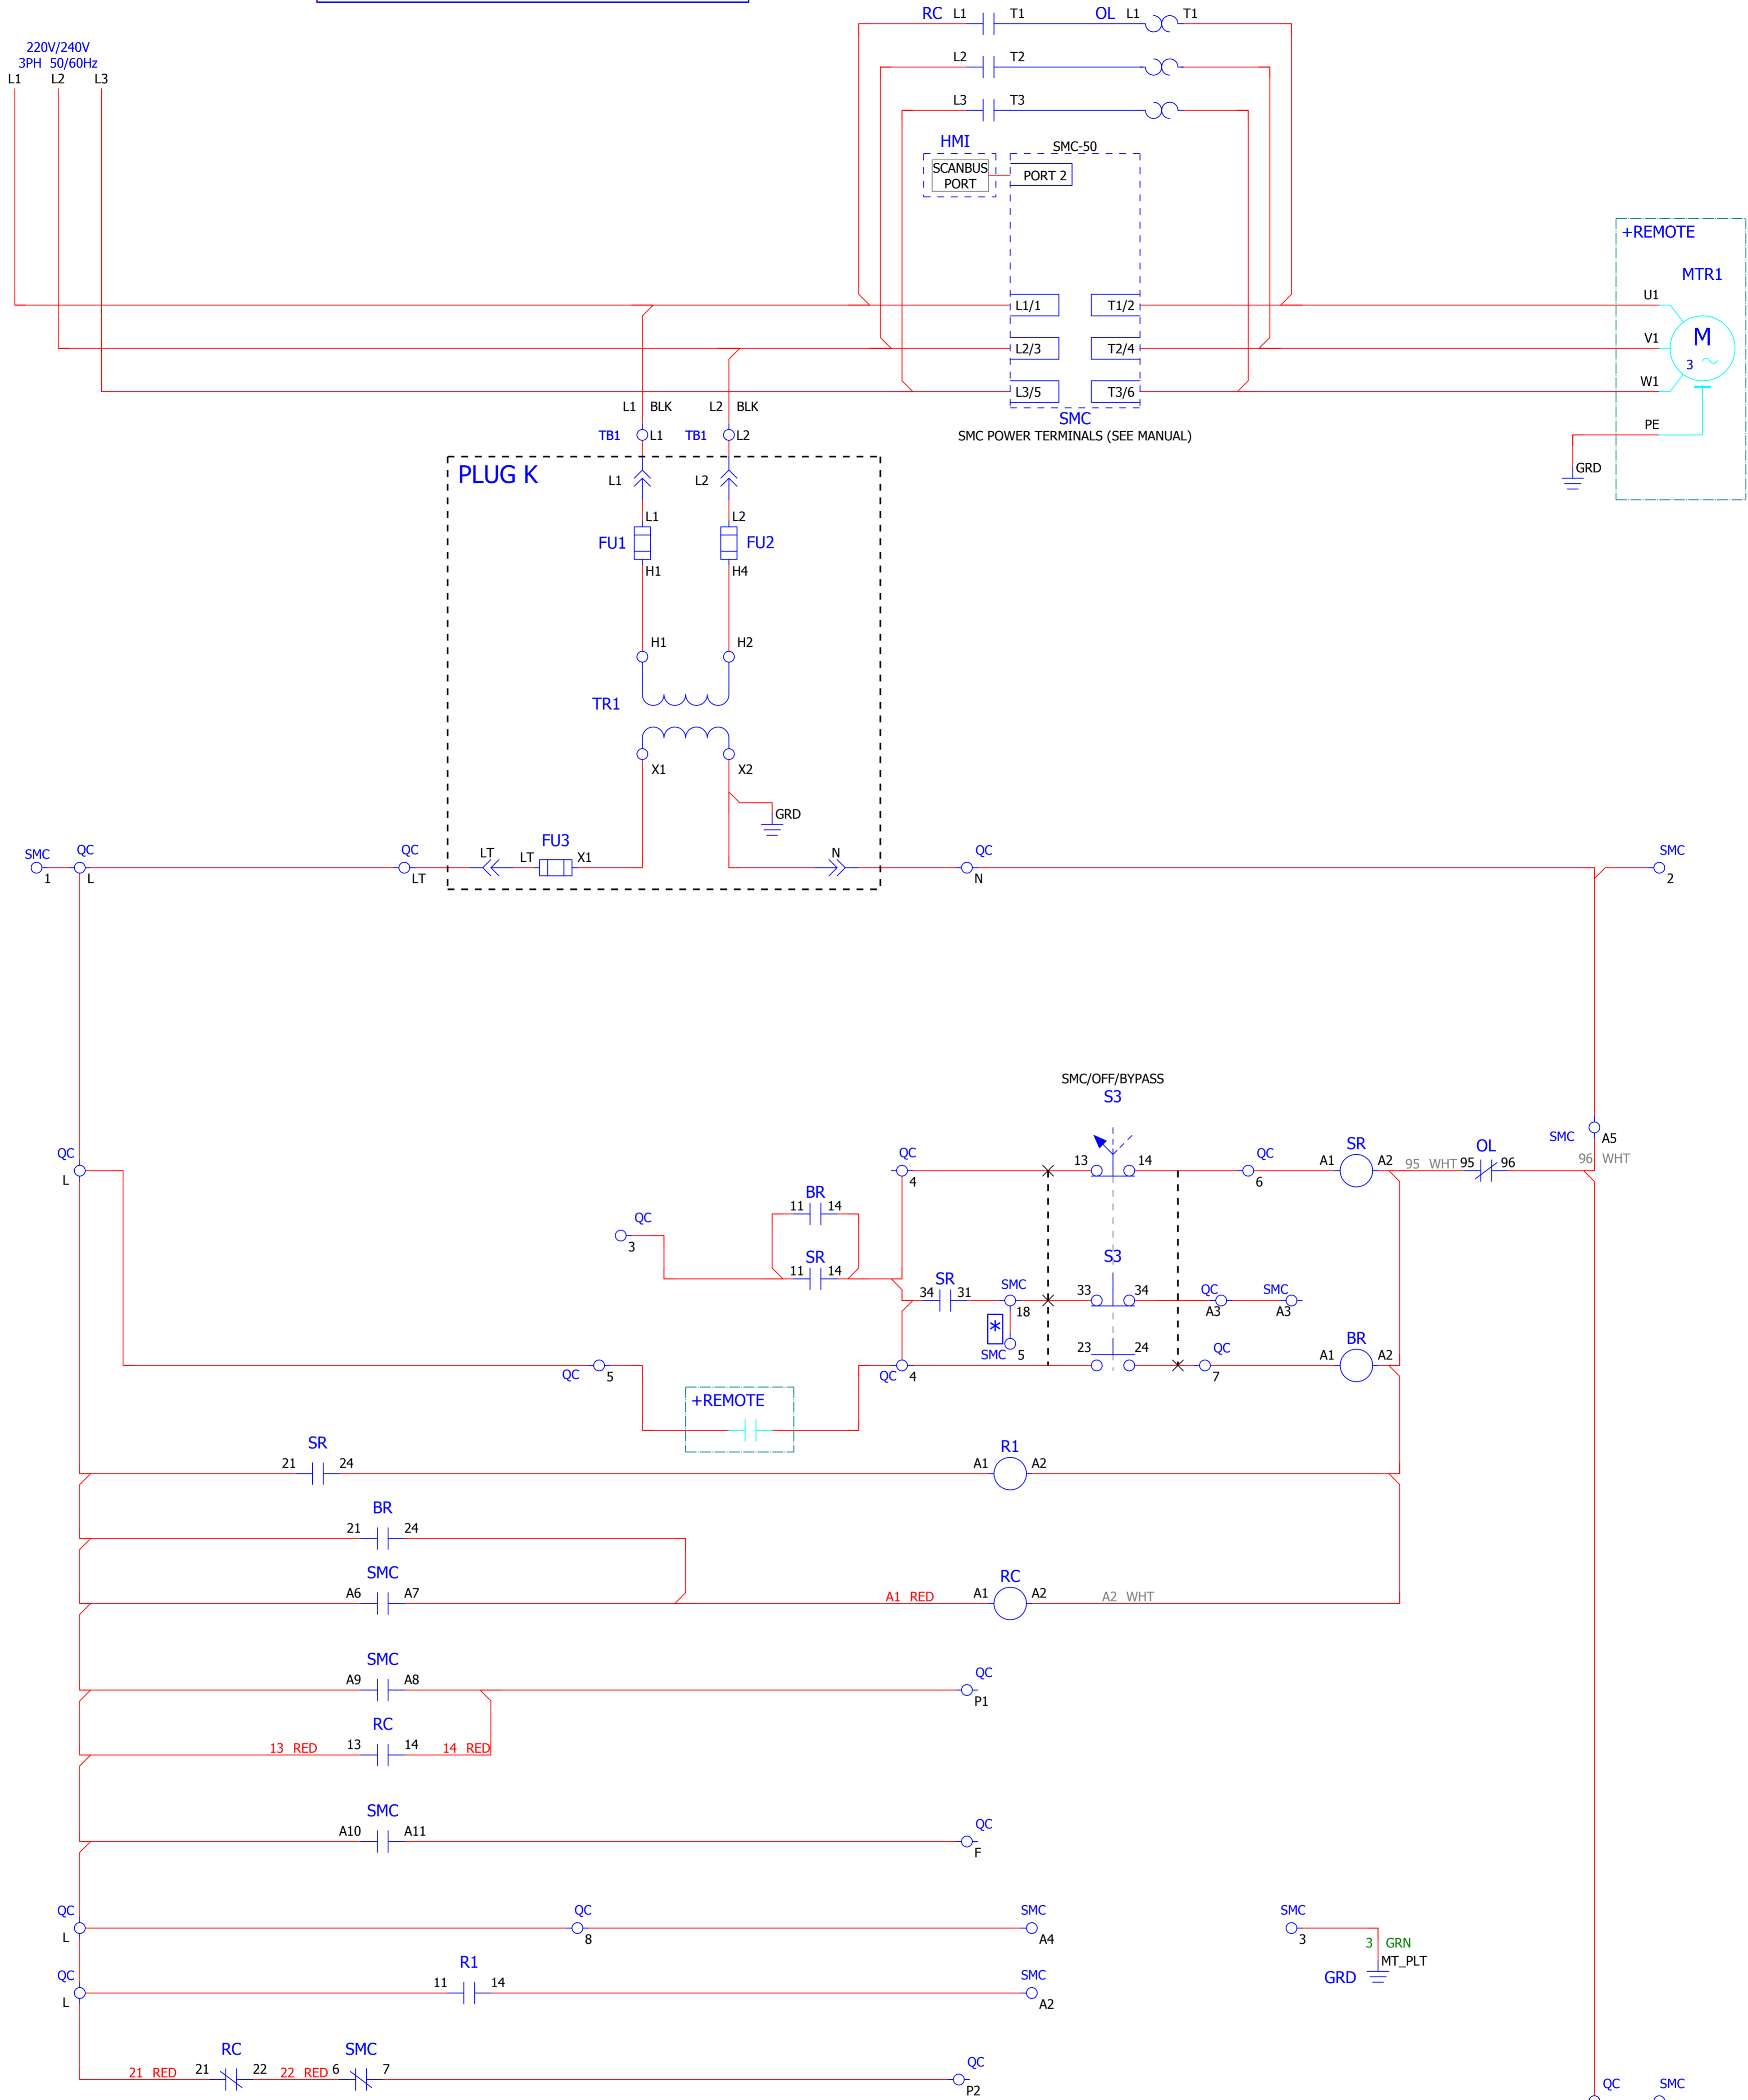 RC L1 T1 OL L1 T1
220V/240V
3PH 50/60Hz
L1 L2 L3
L2 T2
L3 T3
HMI
SMC-50
SCANBUS
PORT
PORT 2
+REMOTE
MTR1
U1
L1/1 T1/2
V1
M
3
L2/3 T2/4
W1
L3/5 T3/6
L1 BLK L2 BLK
SMC
SMC POWER TERMINALS (SEE MANUAL)
PE
TB1 L1 TB1 L2
GRD
PLUG K
L1 L2
L1 L2
FU1 FU2
H1 H4
H1 H2
TR1
X1 X2
GRD
FU3
SMC QC QC LT LT X1 N QC SMC
1 L LT N 2
SMC/OFF/BYPASS
S3
SMC A5
QC QC 13 14 QC SR OL
A1 A2 95 WHT 95 96 96 WHT
L 4 6
BR
11 14
QC
3
SR
11 14
S3
SR
34 31 SMC 33 34 QC SMC
18 A3 A3
*
SMC 5
23 24 QC BR
A1 A2
QC 5 QC 4 7
+REMOTE
SR R1
21 24 A1 A2
BR
21 24
SMC RC
A6 A7 A1 RED A1 A2 A2 WHT
SMC
A9 A8 QC
P1
RC
13 RED 13 14 14 RED
SMC
A10 A11 QC
F
QC QC SMC SMC
L 8 A4 3
3 GRN
MT_PLT
GRD
QC R1 SMC
11 14
L A2
RC SMC
21 RED 21 22 22 RED 6 7 QC
P2
QC SMC